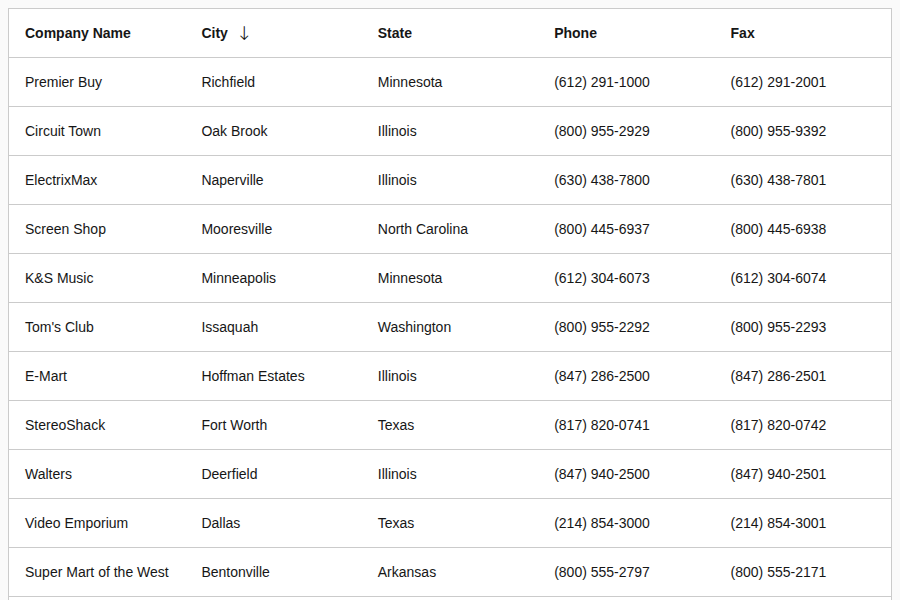 Company Name City State Phone Fax
Premier Buy Richfield Minnesota (612) 291-1000 (612) 291-2001
Circuit Town Oak Brook Illinois (800) 955-2929 (800) 955-9392
ElectrixMax Naperville Illinois (630) 438-7800 (630) 438-7801
Screen Shop Mooresville North Carolina (800) 445-6937 (800) 445-6938
K&S Music Minneapolis Minnesota (612) 304-6073 (612) 304-6074
Tom's Club Issaquah Washington (800) 955-2292 (800) 955-2293
E-Mart Hoffman Estates Illinois (847) 286-2500 (847) 286-2501
StereoShack Fort Worth Texas (817) 820-0741 (817) 820-0742
Walters Deerfield Illinois (847) 940-2500 (847) 940-2501
Video Emporium Dallas Texas (214) 854-3000 (214) 854-3001
Super Mart of the West Bentonville Arkansas (800) 555-2797 (800) 555-2171